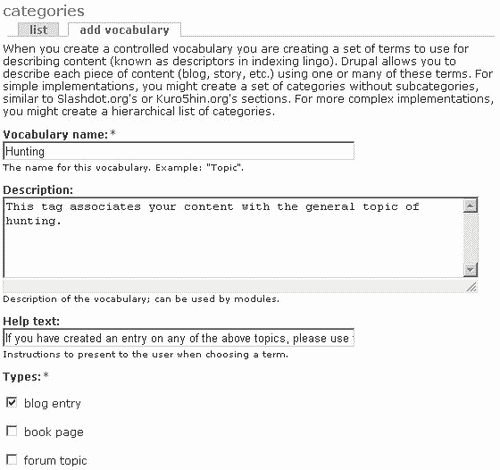 categories
list
add vocabulary
When you create a controlled vocabulary you are creating a set of terms to use for
describing content (known as descriptors in indexing lingo). Drupal allows you to
describe each piece of content (blog, story, etc.) using one or many of these terms. For
simple implementations, you might create a set of categories without subcategories,
similar to Slashdot.org's or Kuro5hin.org's sections. For more complex implementations,
you might create a hierarchical list of categories.
Vocabulary name:*
Hunting
The name for this vocabulary. Example: "Topic".
Description:
This tag associates your content with the general topic of
hunting.
Description of the vocabulary; can be used by modules.
Help text:
If you have created an entry on any of the above topics, please use
Instructions to present to the user when choosing a term.
Types:*
blog entry
book page
forum topic